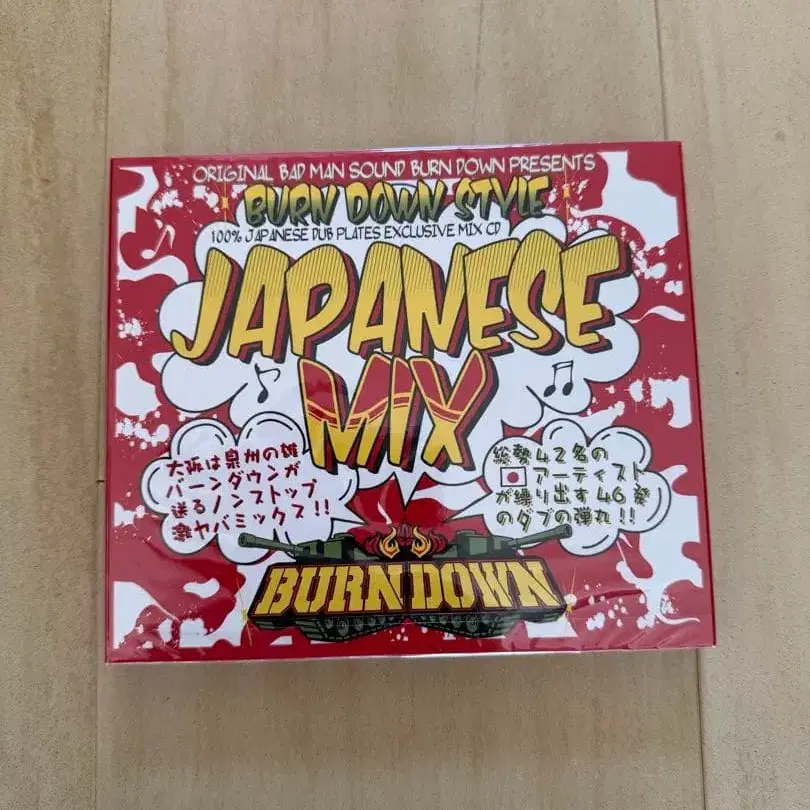 ORIGINAL BAD MAN SOUND BURN DOWN PRESENTS
BURN DOWN STYLE
100% JAPANESE DUB PLATES EXCLUSIVE MIX CD
JAPANESE
MIX
大阪は泉州の雄
バーンダウンが
送るノンストップ
激ヤバミックス!!
総勢42名の
アーティスト
が繰り出す46発
のダブの弾丸!!
BURN DOWN